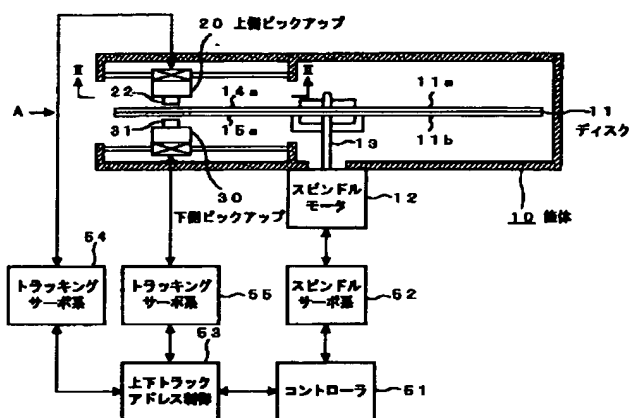 20 上側ピックアップ
II
II
22
14a
11a
A
11
ディスク
31
15a
13
11b
30
下側ピックアップ
スピンドル
モータ
12
10 筐体
54
トラッキング
サーボ系
トラッキング
サーボ系
55
スピンドル
サーボ系
52
53
上下トラック
アドレス制御
コントローラ
51